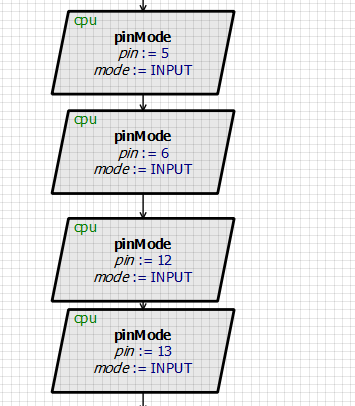 cpu
pinMode
pin := 5
mode := INPUT
cpu
pinMode
pin := 6
mode := INPUT
cpu
pinMode
pin := 12
mode := INPUT
cpu
pinMode
pin := 13
mode := INPUT